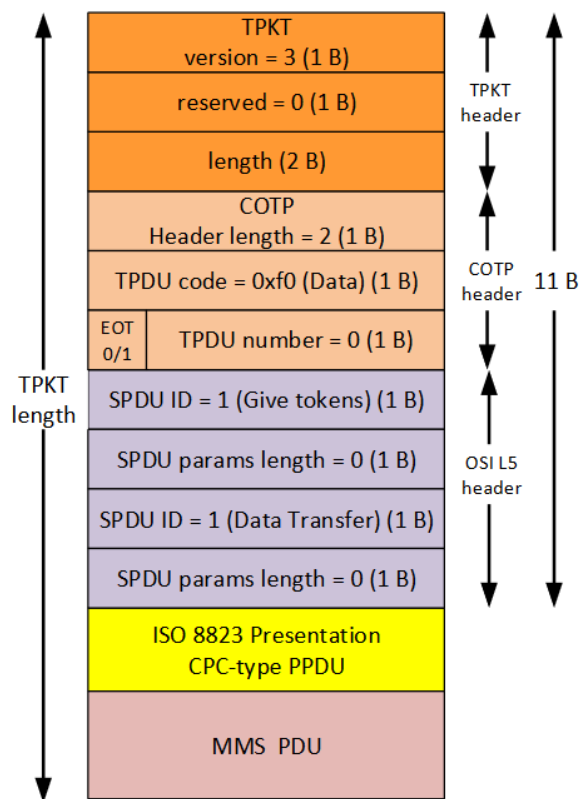 TPKT
version = 3 (1 B)
reserved = 0 (1 B)
length (2 B)
TPKT
header
COTP
Header length = 2 (1 B)
TPDU code = 0xf0 (Data) (1 B)
EOT
0/1
TPDU number = 0 (1 B)
COTP
header
11 B
TPKT
length
SPDU ID = 1 (Give tokens) (1 B)
SPDU params length = 0 (1 B)
SPDU ID = 1 (Data Transfer) (1 B)
SPDU params length = 0 (1 B)
OSI L5
header
ISO 8823 Presentation
CPC-type PPDU
MMS PDU